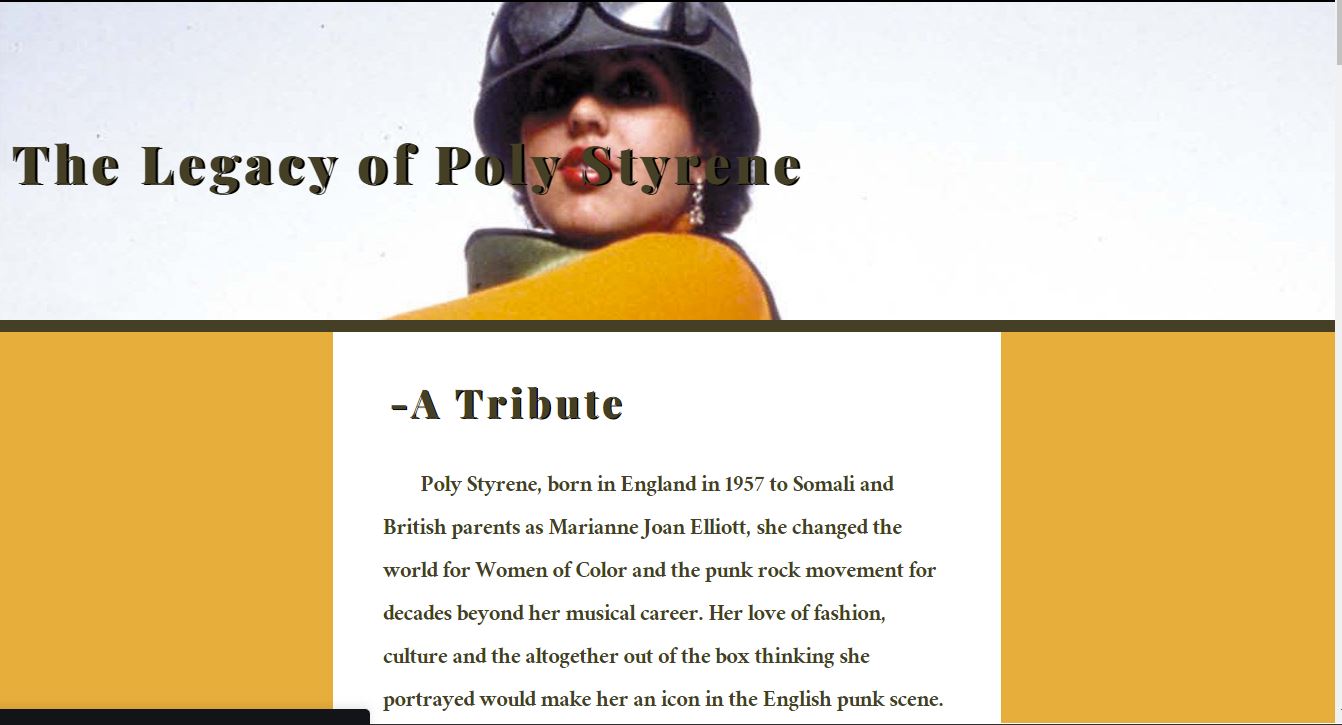 The Legacy of Poly Styrene
-A Tribute
Poly Styrene, born in England in 1957 to Somali and
British parents as Marianne Joan Elliott, she changed the
world for Women of Color and the punk rock movement for
decades beyond her musical career. Her love of fashion,
culture and the altogether out of the box thinking she
portrayed would make her an icon in the English punk scene.